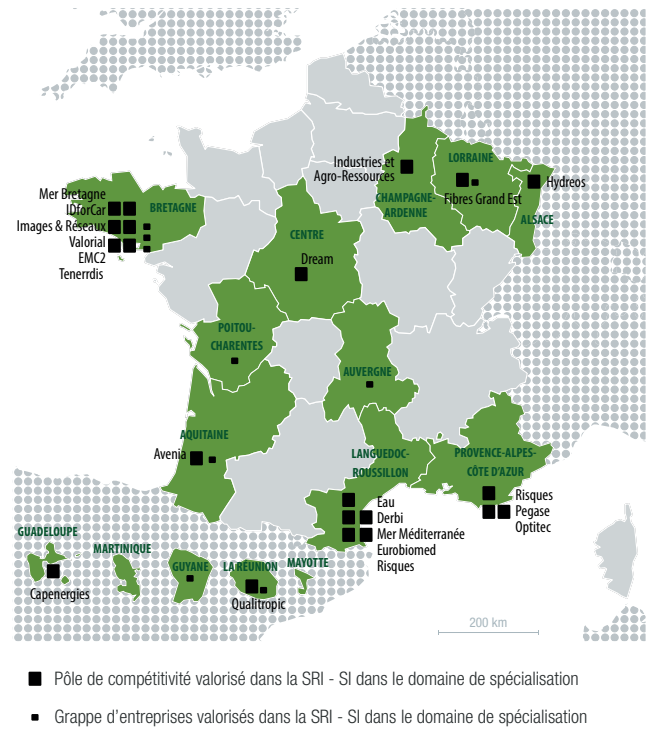 Industries et
Agro-Ressources
LORRAINE
Hydreos
Fibres Grand Est
CHAMPAGNE-
ARDENNE
ALSACE
Mer Bretagne
IDforCar
Images & Réseaux
Valorial
EMC2
Tenerrdis
BRETAGNE
CENTRE
Dream
POITOU-
CHARENTES
AUVERGNE
AQUITAINE
Avenia
LANGUEDOC-
ROUSSILLON
PROVENCE-ALPES-
CÔTE D'AZUR
Risques
Pegase
Optitec
Eau
Derbi
Mer Méditerranée
Eurobiomed
Risques
GUADELOUPE
Capenergies
MARTINIQUE
GUYANE
LA RÉUNION
Qualitropic
MAYOTTE
200 km
Pôle de compétitivité valorisé dans la SRI - SI dans le domaine de spécialisation
Grappe d'entreprises valorisés dans la SRI - SI dans le domaine de spécialisation